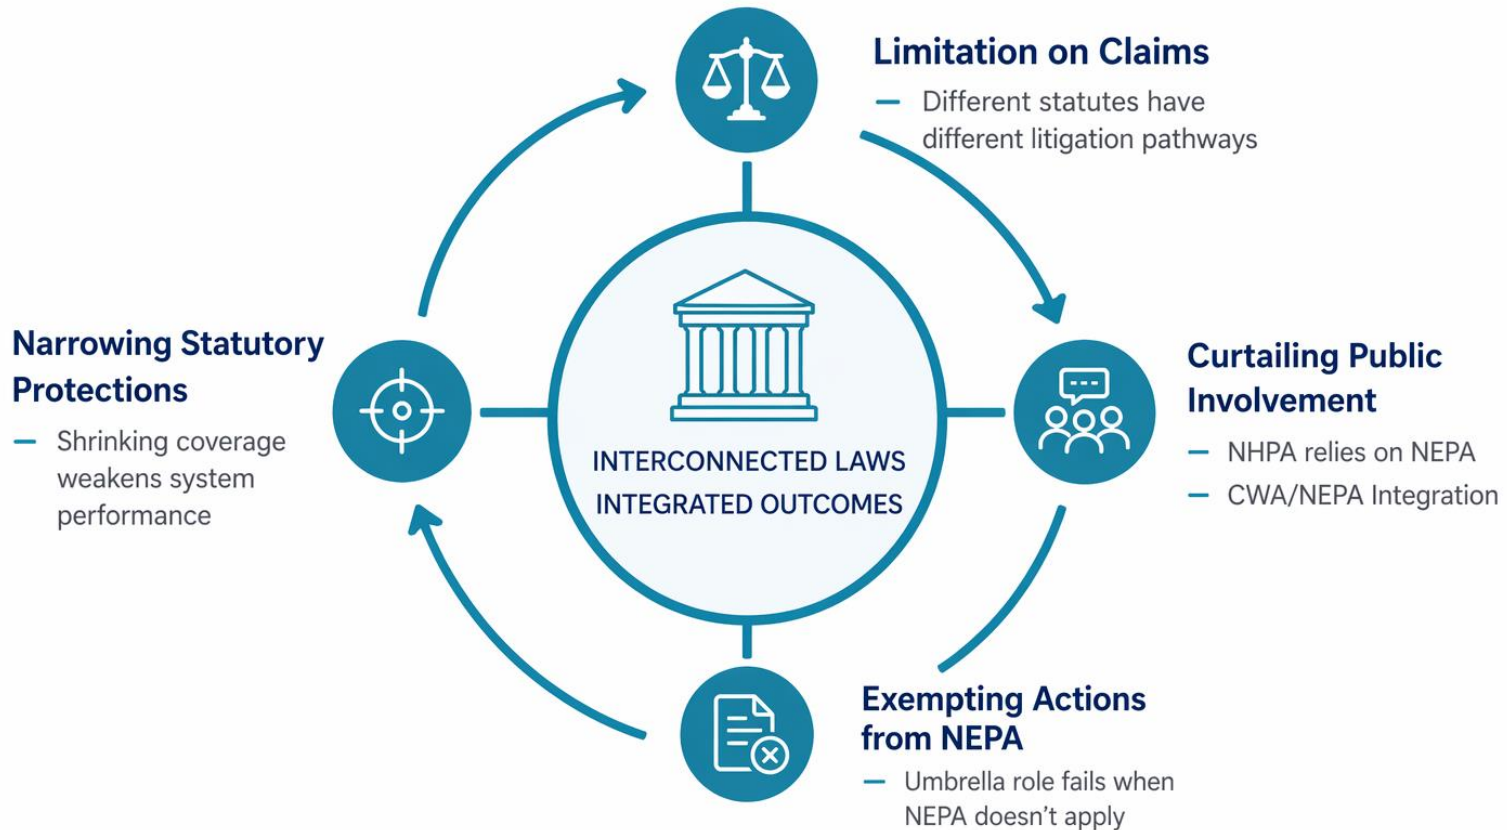 Limitation on Claims
— Different statutes have
different litigation pathways
Narrowing Statutory
Protections
— Shrinking coverage
weakens system
performance
INTERCONNECTED LAWS
INTEGRATED OUTCOMES
Curtailing Public
Involvement
— NHPA relies on NEPA
— CWA/NEPA Integration
Exempting Actions
from NEPA
— Umbrella role fails when
NEPA doesn’t apply